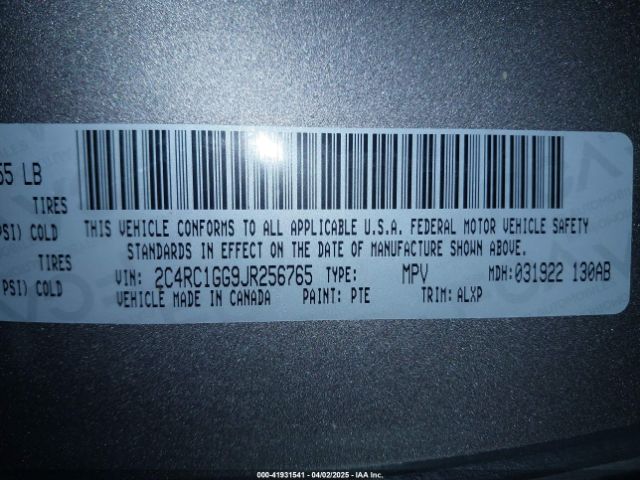 55 LB
TIRES
PSI) COLD
TIRES
PSI) COLD
THIS VEHICLE CONFORMS TO ALL APPLICABLE U.S.A. FEDERAL MOTOR VEHICLE SAFETY
STANDARDS IN EFFECT ON THE DATE OF MANUFACTURE SHOWN ABOVE.
VIN: 2C4RC1GG9JR256765 TYPE: MPV MDH: 031922 130AB
VEHICLE MADE IN CANADA PAINT: PTE TRIM: ALXP
000-41931541 - 04/02/2025 - IAA Inc.